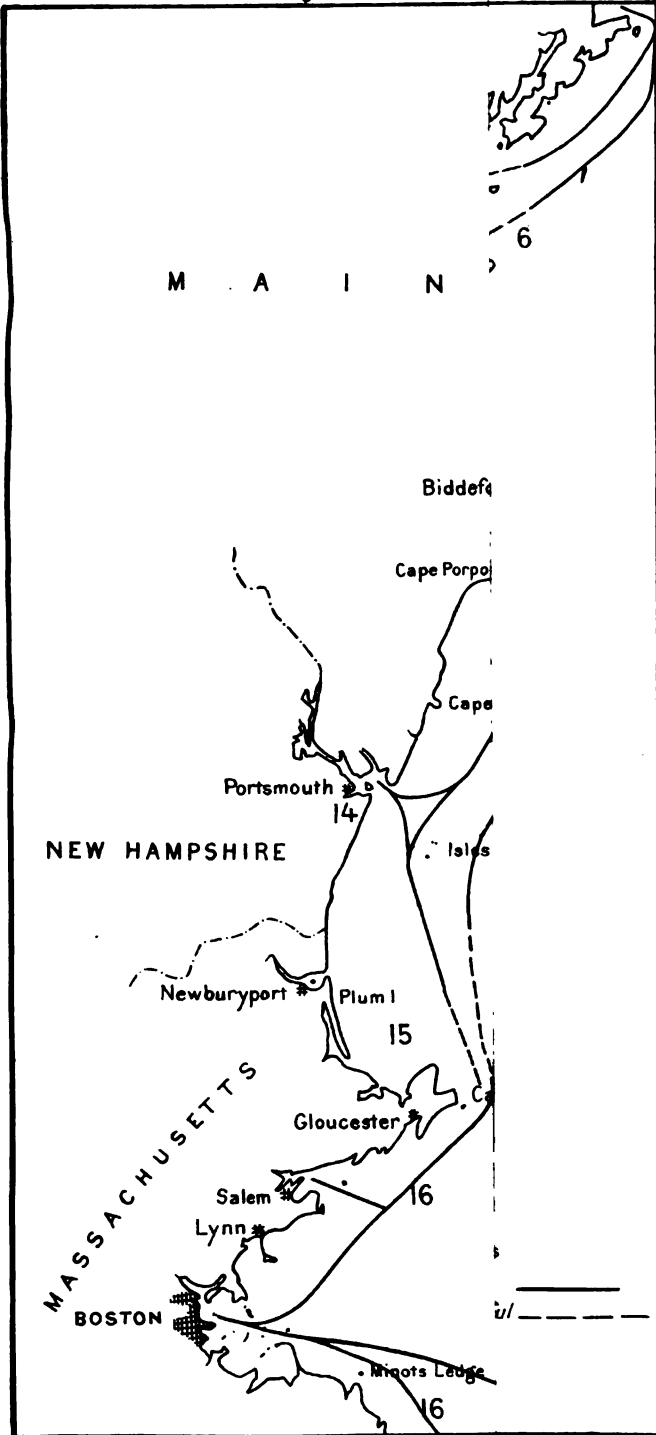 6
M A I N
Biddef
Cape Porpo
Cape
Portsmouth
14
NEW HAMPSHIRE
Isles
Newburyport
Plum I
15
MASSACHUSETTS
C
Gloucester
16
Salem
Lynn
BOSTON
Minots Ledge
16